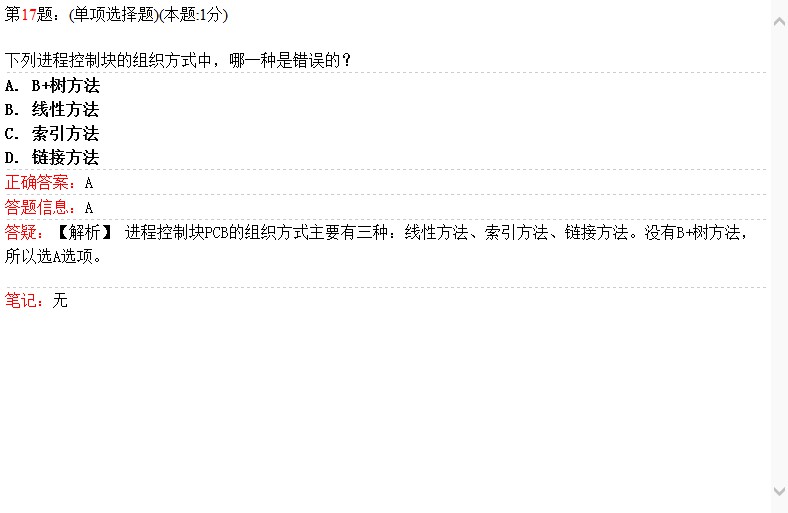 第17题: (单项选择题)(本题:1分)
下列进程控制块的组织方式中，哪一种是错误的？
A. B+树方法
B. 线性方法
C. 索引方法
D. 链接方法
正确答案：A
答题信息：A
答疑：【解析】 进程控制块PCB的组织方式主要有三种：线性方法、索引方法、链接方法。没有B+树方法，
所以选A选项。
笔记：无